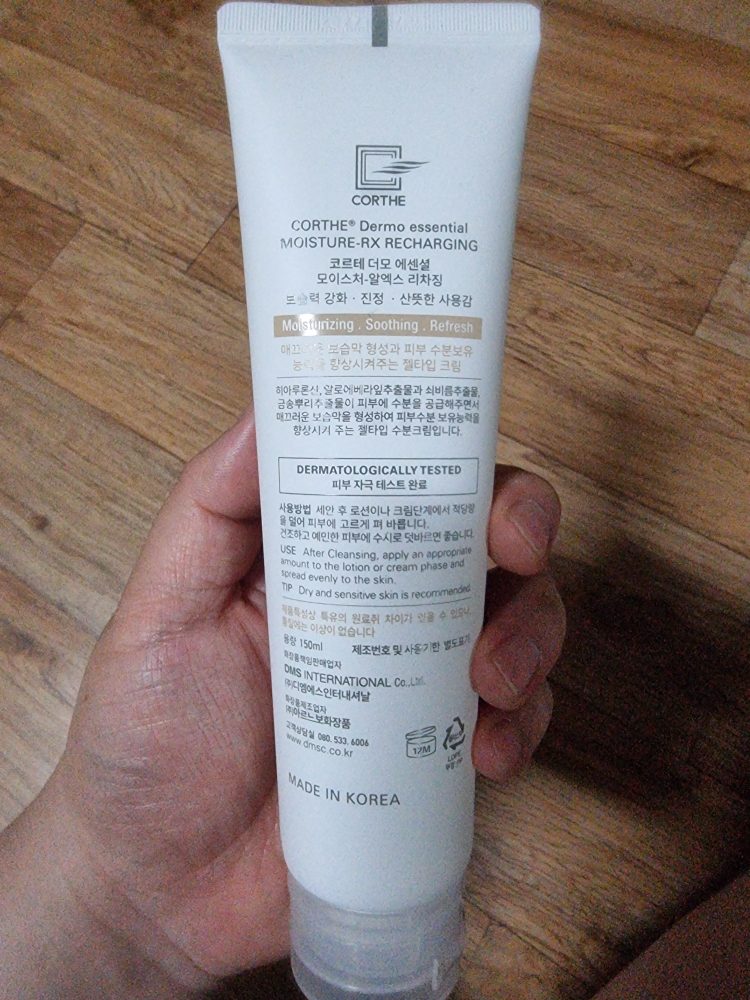 CORTHE
CORTHE® Dermo essential
MOISTURE-RX RECHARGING
코르테 더모 에센셜
모이스처-알엑스 리차징
보습력 강화 · 진정 · 산뜻한 사용감
Moisturizing . Soothing . Refresh
매끄러운 보습막 형성과 피부 수분보유
능력을 향상시켜주는 젤타입 크림
히아루론산, 알로에베라잎추출물과 쇠비름추출물,
금송뿌리추출물이 피부에 수분을 공급해주면서
매끄러운 보습막을 형성하여 피부수분 보유능력을
향상시켜 주는 젤타입 수분크림입니다.
DERMATOLOGICALLY TESTED
피부 자극 테스트 완료
사용방법 세안 후 로션이나 크림단계에서 적당량
을 덜어 피부에 고르게 펴 바릅니다.
건조하고 예민한 피부에 수시로 덧바르면 좋습니다.
USE After Cleansing, apply an appropriate
amount to the lotion or cream phase and
spread evenly to the skin.
TIP Dry and sensitive skin is recommended.
제품특성상 특유의 원료취 차이가 있을 수 있으나,
품질에는 이상이 없습니다
용량 150ml 제조번호 및 사용기한 별도표기
화장품책임판매업자
DMS INTERNATIONAL Co.,Ltd.
(주)디엠에스인터내셔날
화장품제조업자
(주)아르느보화장품
고객상담실 080.533.6006
www.dmsc.co.kr
12M
LDPE
MADE IN KOREA